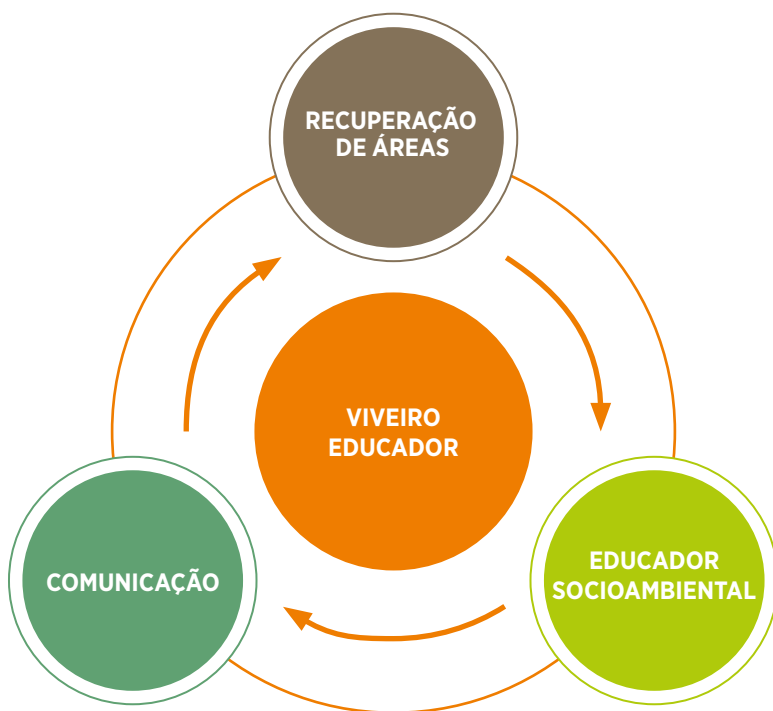 RECUPERAÇÃO
DE ÁREAS
VIVEIRO
EDUCADOR
COMUNICAÇÃO
EDUCADOR
SOCIOAMBIENTAL